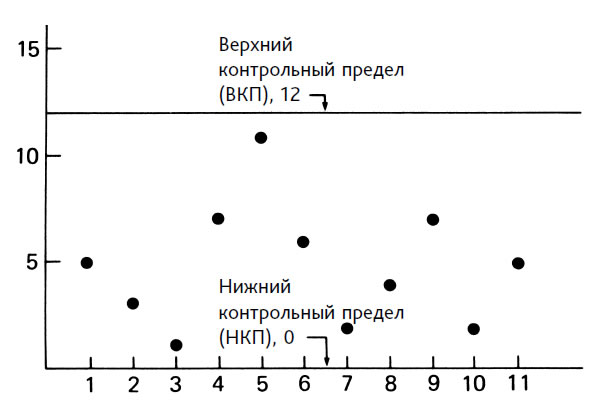 15
Верхний
контрольный предел
(ВКП), 12
10
5
Нижний
контрольный предел
(НКП), 0
1 2 3 4 5 6 7 8 9 10 11